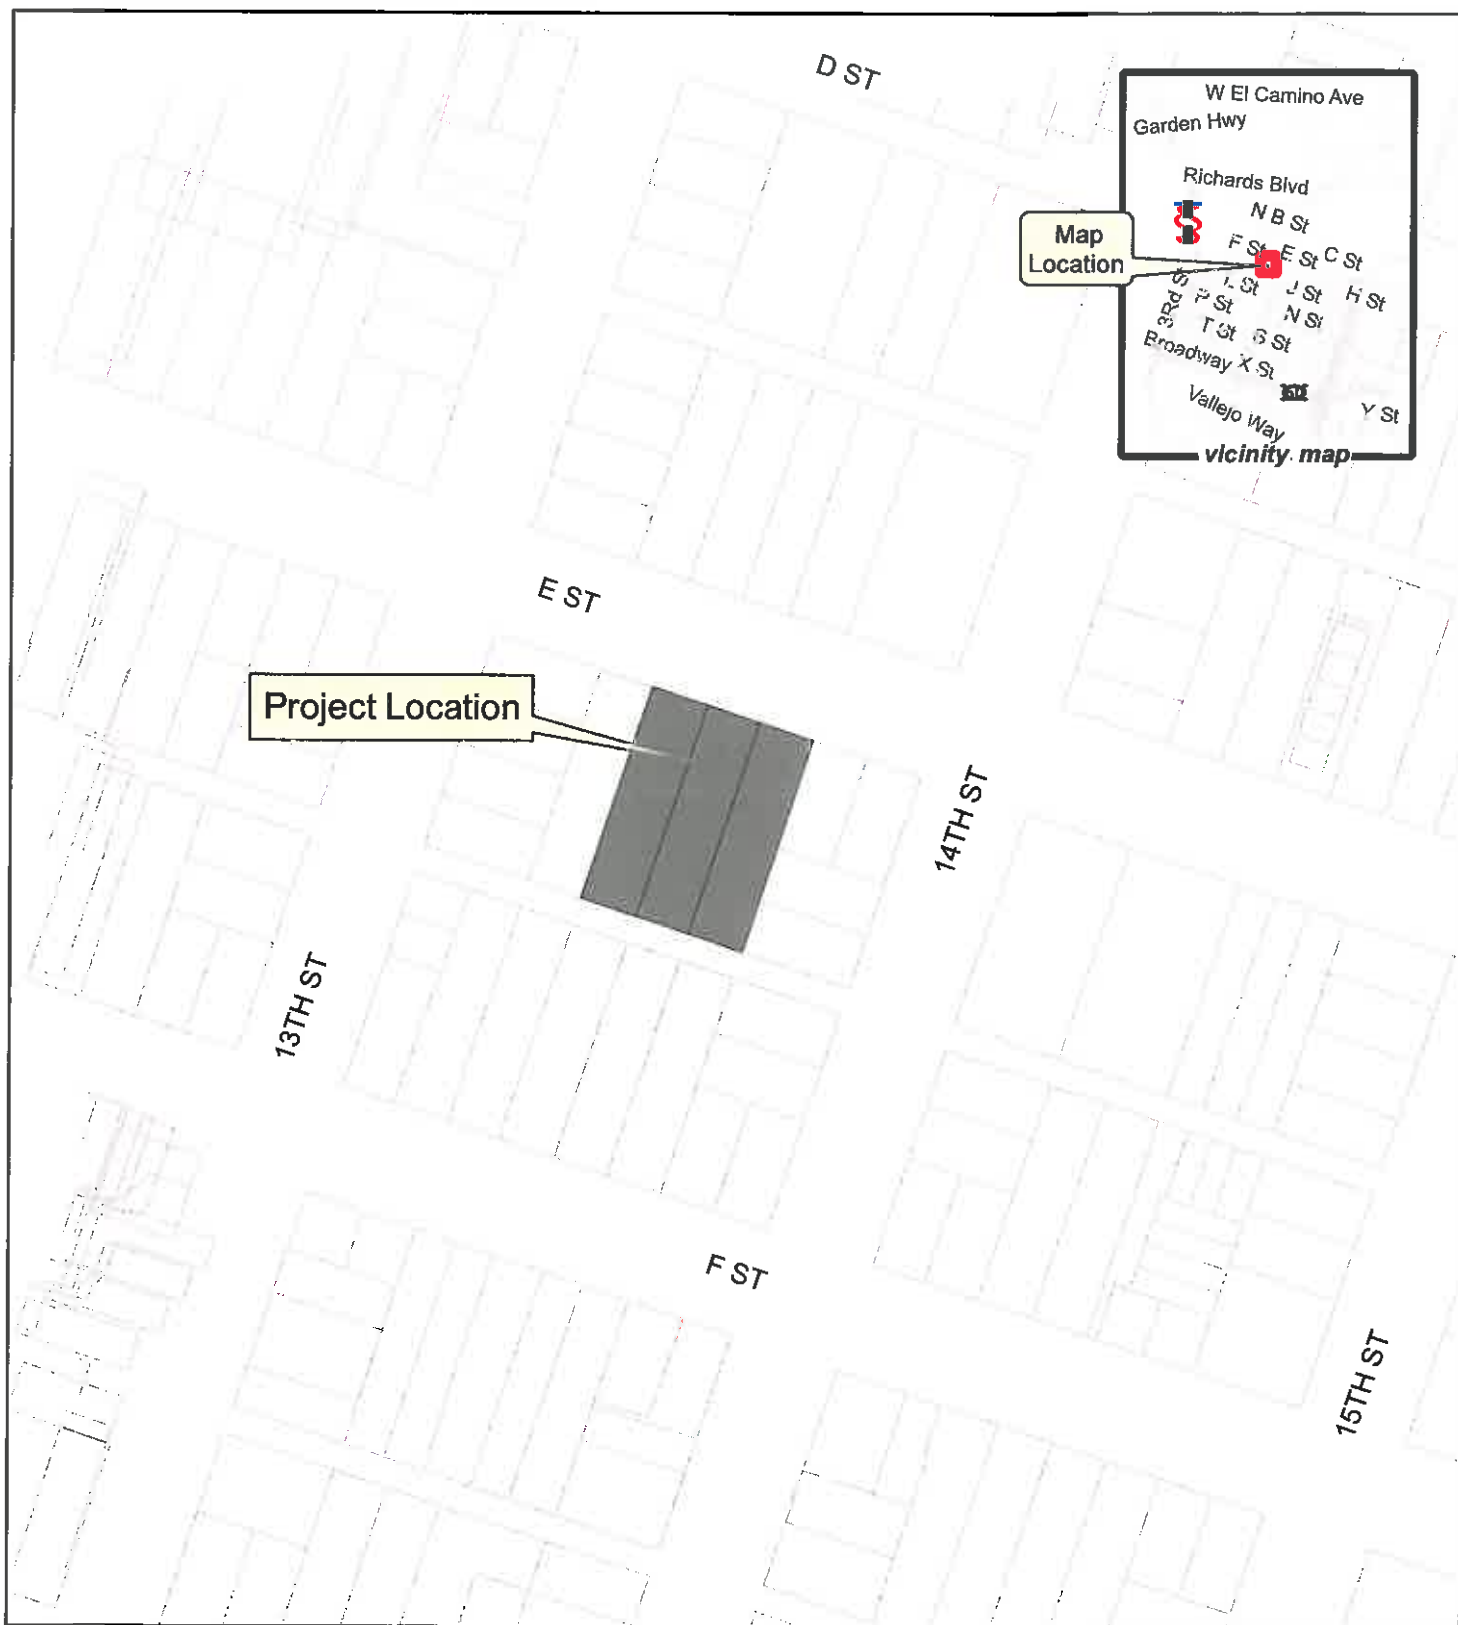 D ST
W El Camino Ave
Garden Hwy
Richards Blvd
N B St
F St
E St
C St
Map
Location
J St
H St
P St
N St
3Rd S
T St
S St
Broadway
X St
Vallejo Way
Y St
vicinity map
E ST
Project Location
14TH ST
13TH ST
F ST
15TH ST